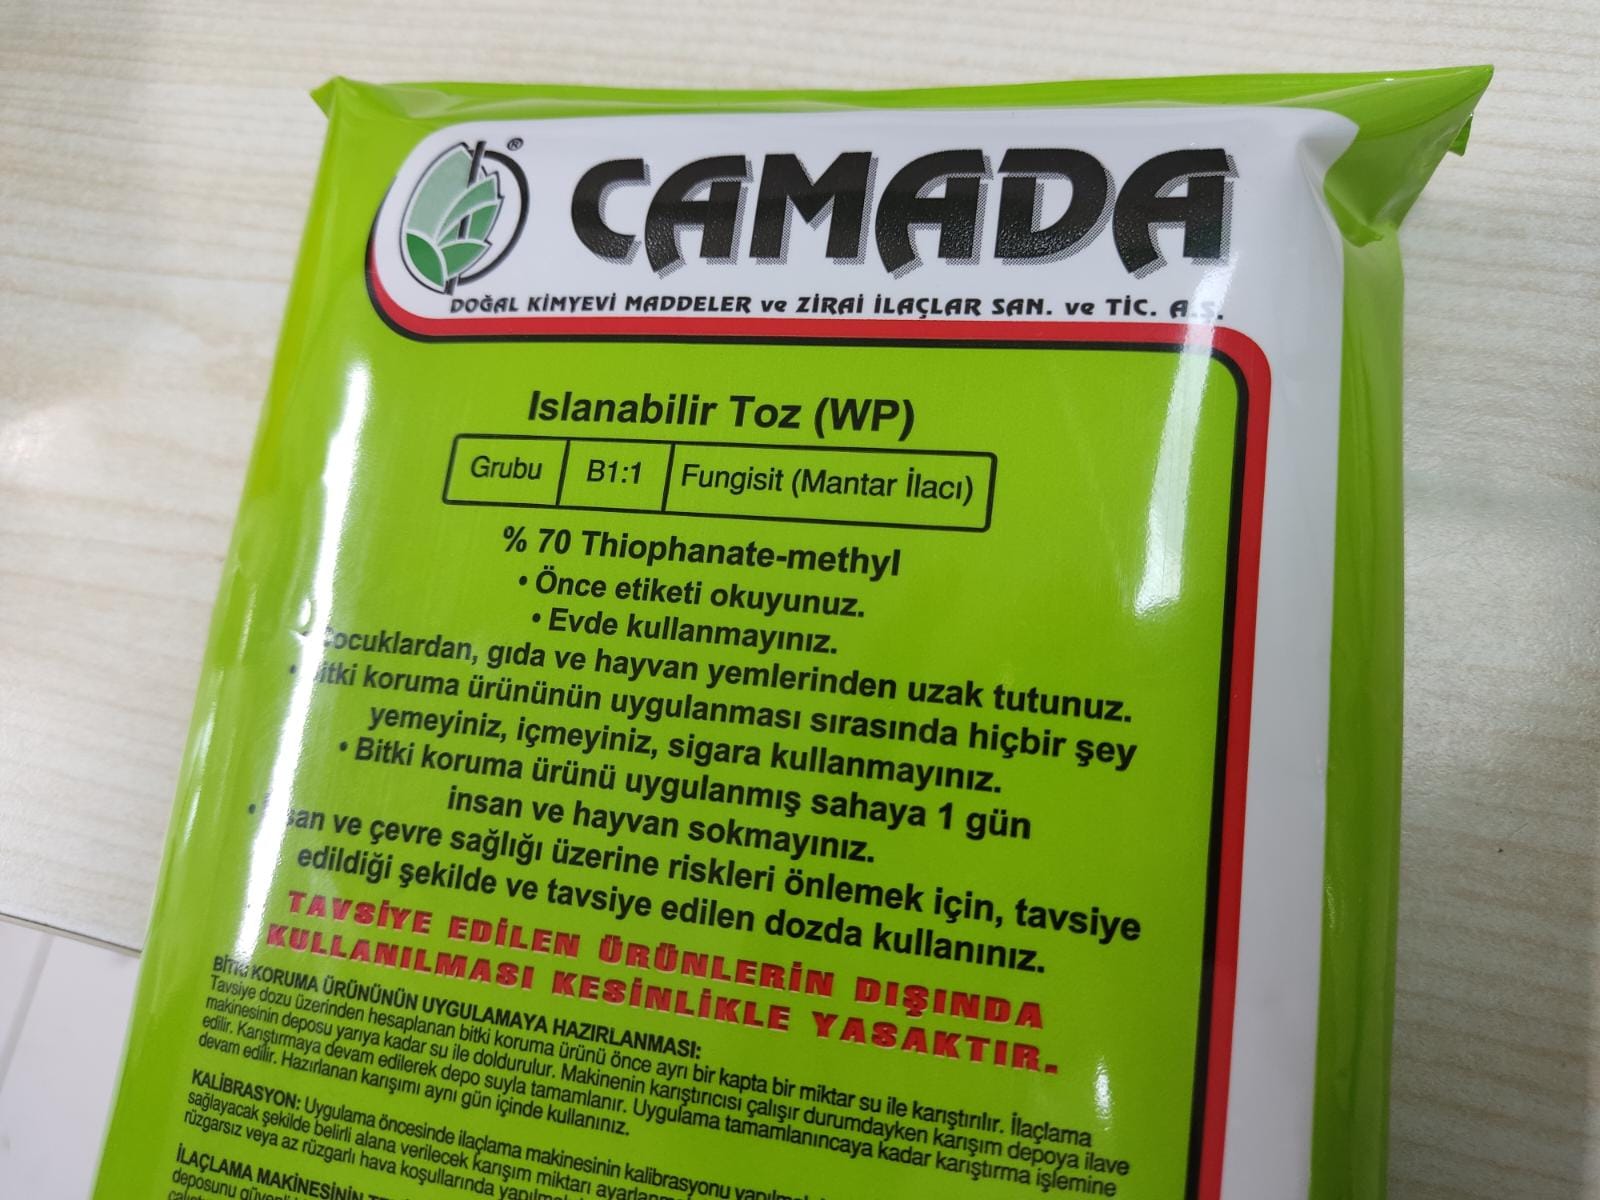 ®
CAMADA
DOĞAL KİMYEVİ MADDELER ve ZİRAİ İLAÇLAR SAN. ve TİC. A.Ş.
Islanabilir Toz (WP)
Grubu B1:1 Fungisit (Mantar İlacı)
% 70 Thiophanate-methyl
• Önce etiketi okuyunuz.
• Evde kullanmayınız.
Çocuklardan, gıda ve hayvan yemlerinden uzak tutunuz.
• Bitki koruma ürününün uygulanması sırasında hiçbir şey
yemeyiniz, içmeyiniz, sigara kullanmayınız.
• Bitki koruma ürünü uygulanmış sahaya 1 gün
insan ve hayvan sokmayınız.
• İnsan ve çevre sağlığı üzerine riskleri önlemek için, tavsiye
edildiği şekilde ve tavsiye edilen dozda kullanınız.
TAVSİYE EDİLEN ÜRÜNLERİN DIŞINDA
KULLANILMASI KESİNLİKLE YASAKTIR.
BİTKİ KORUMA ÜRÜNÜNÜN UYGULAMAYA HAZIRLANMASI:
Tavsiye dozu üzerinden hesaplanan bitki koruma ürünü önce ayrı bir kapta bir miktar su ile karıştırılır. İlaçlama
makinesinin deposu yarıya kadar su ile doldurulur. Makinenin karıştırıcısı çalışır durumdayken karışım depoya ilave
edilir. Karıştırmaya devam edilerek depo suyla tamamlanır. Uygulama tamamlanıncaya kadar karıştırma işlemine
devam edilir. Hazırlanan karışımı aynı gün içinde kullanınız.
KALİBRASYON: Uygulama öncesinde ilaçlama makinesinin kalibrasyonu
sağlayacak şekilde belirli alana verilecek karışım miktarı
rüzgarsız veya az rüzgarlı hava koşullarında
İLAÇLAMA MAKİNESİNİN
deposunu